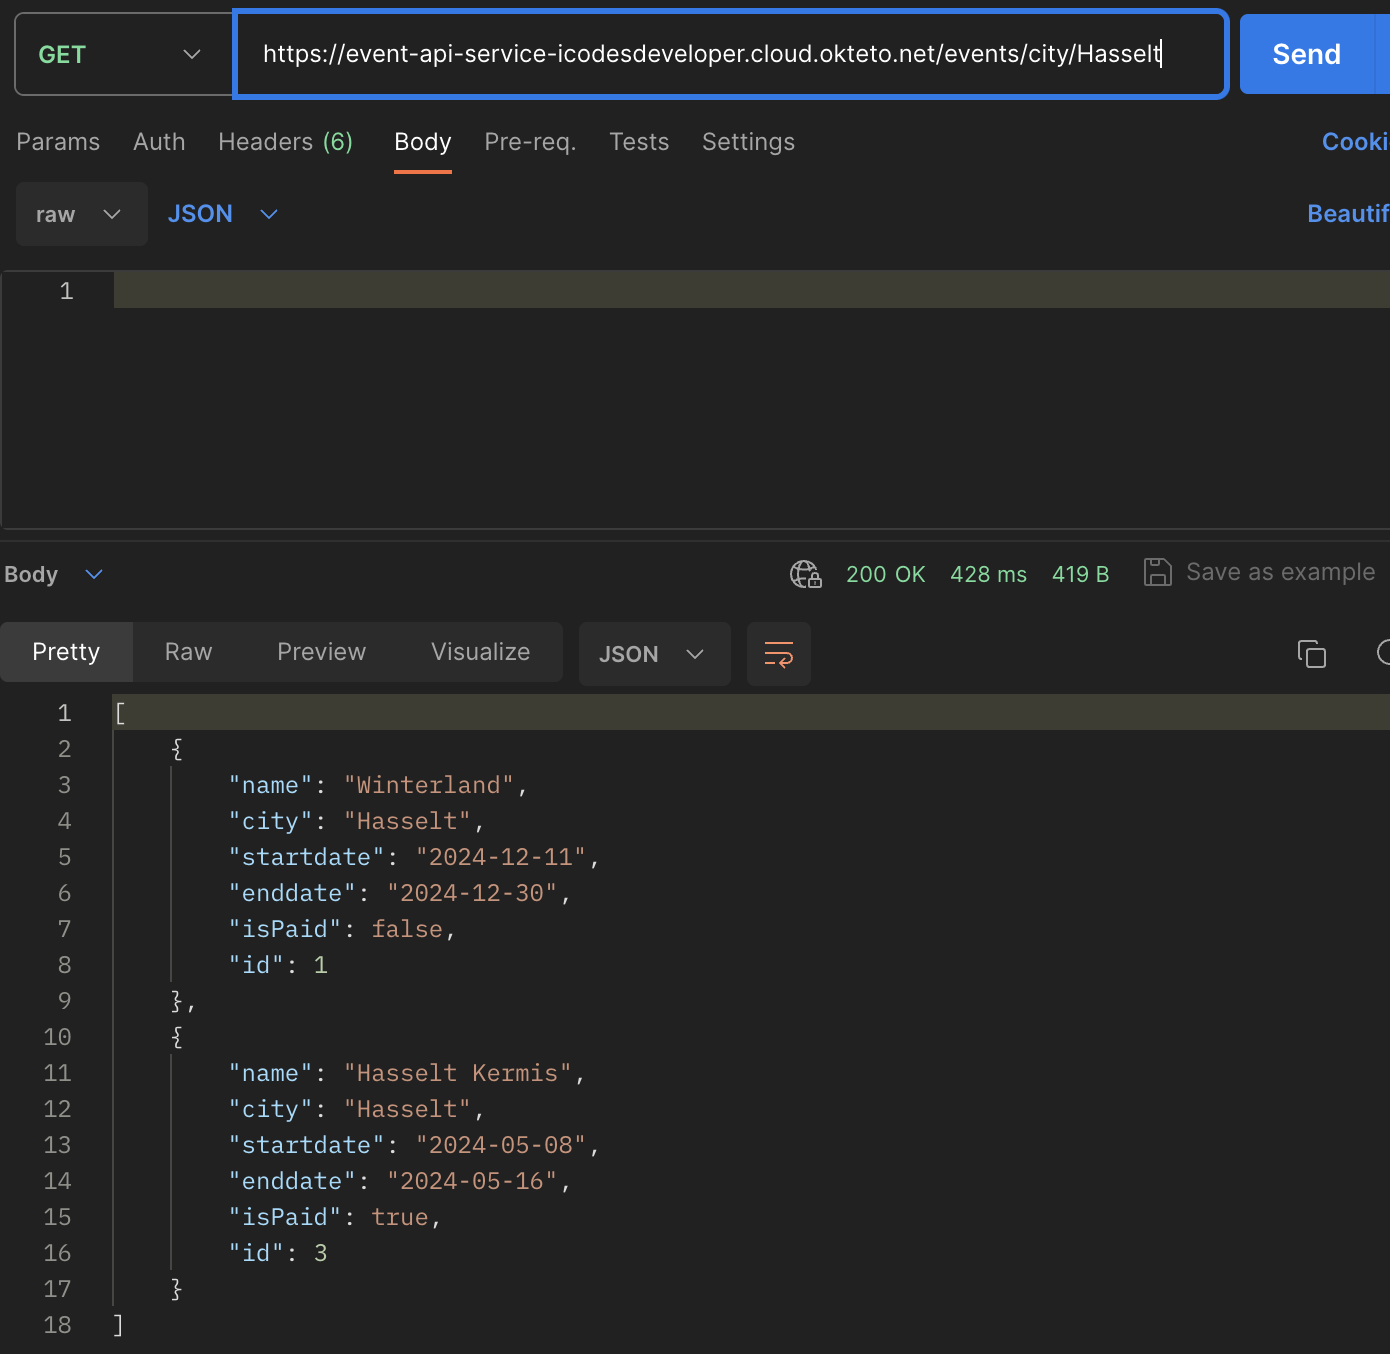 GET https://event-api-service-icodesdeveloper.cloud.okteto.net/events/city/Hasselt Send
Params Auth Headers (6) Body Pre-req. Tests Settings Cooki
raw JSON Beautif
1
Body 200 OK 428 ms 419 B Save as example
Pretty Raw Preview Visualize JSON
1 [
2 {
3 "name": "Winterland",
4 "city": "Hasselt",
5 "startdate": "2024-12-11",
6 "enddate": "2024-12-30",
7 "isPaid": false,
8 "id": 1
9 },
10 {
11 "name": "Hasselt Kermis",
12 "city": "Hasselt",
13 "startdate": "2024-05-08",
14 "enddate": "2024-05-16",
15 "isPaid": true,
16 "id": 3
17 }
18 ]